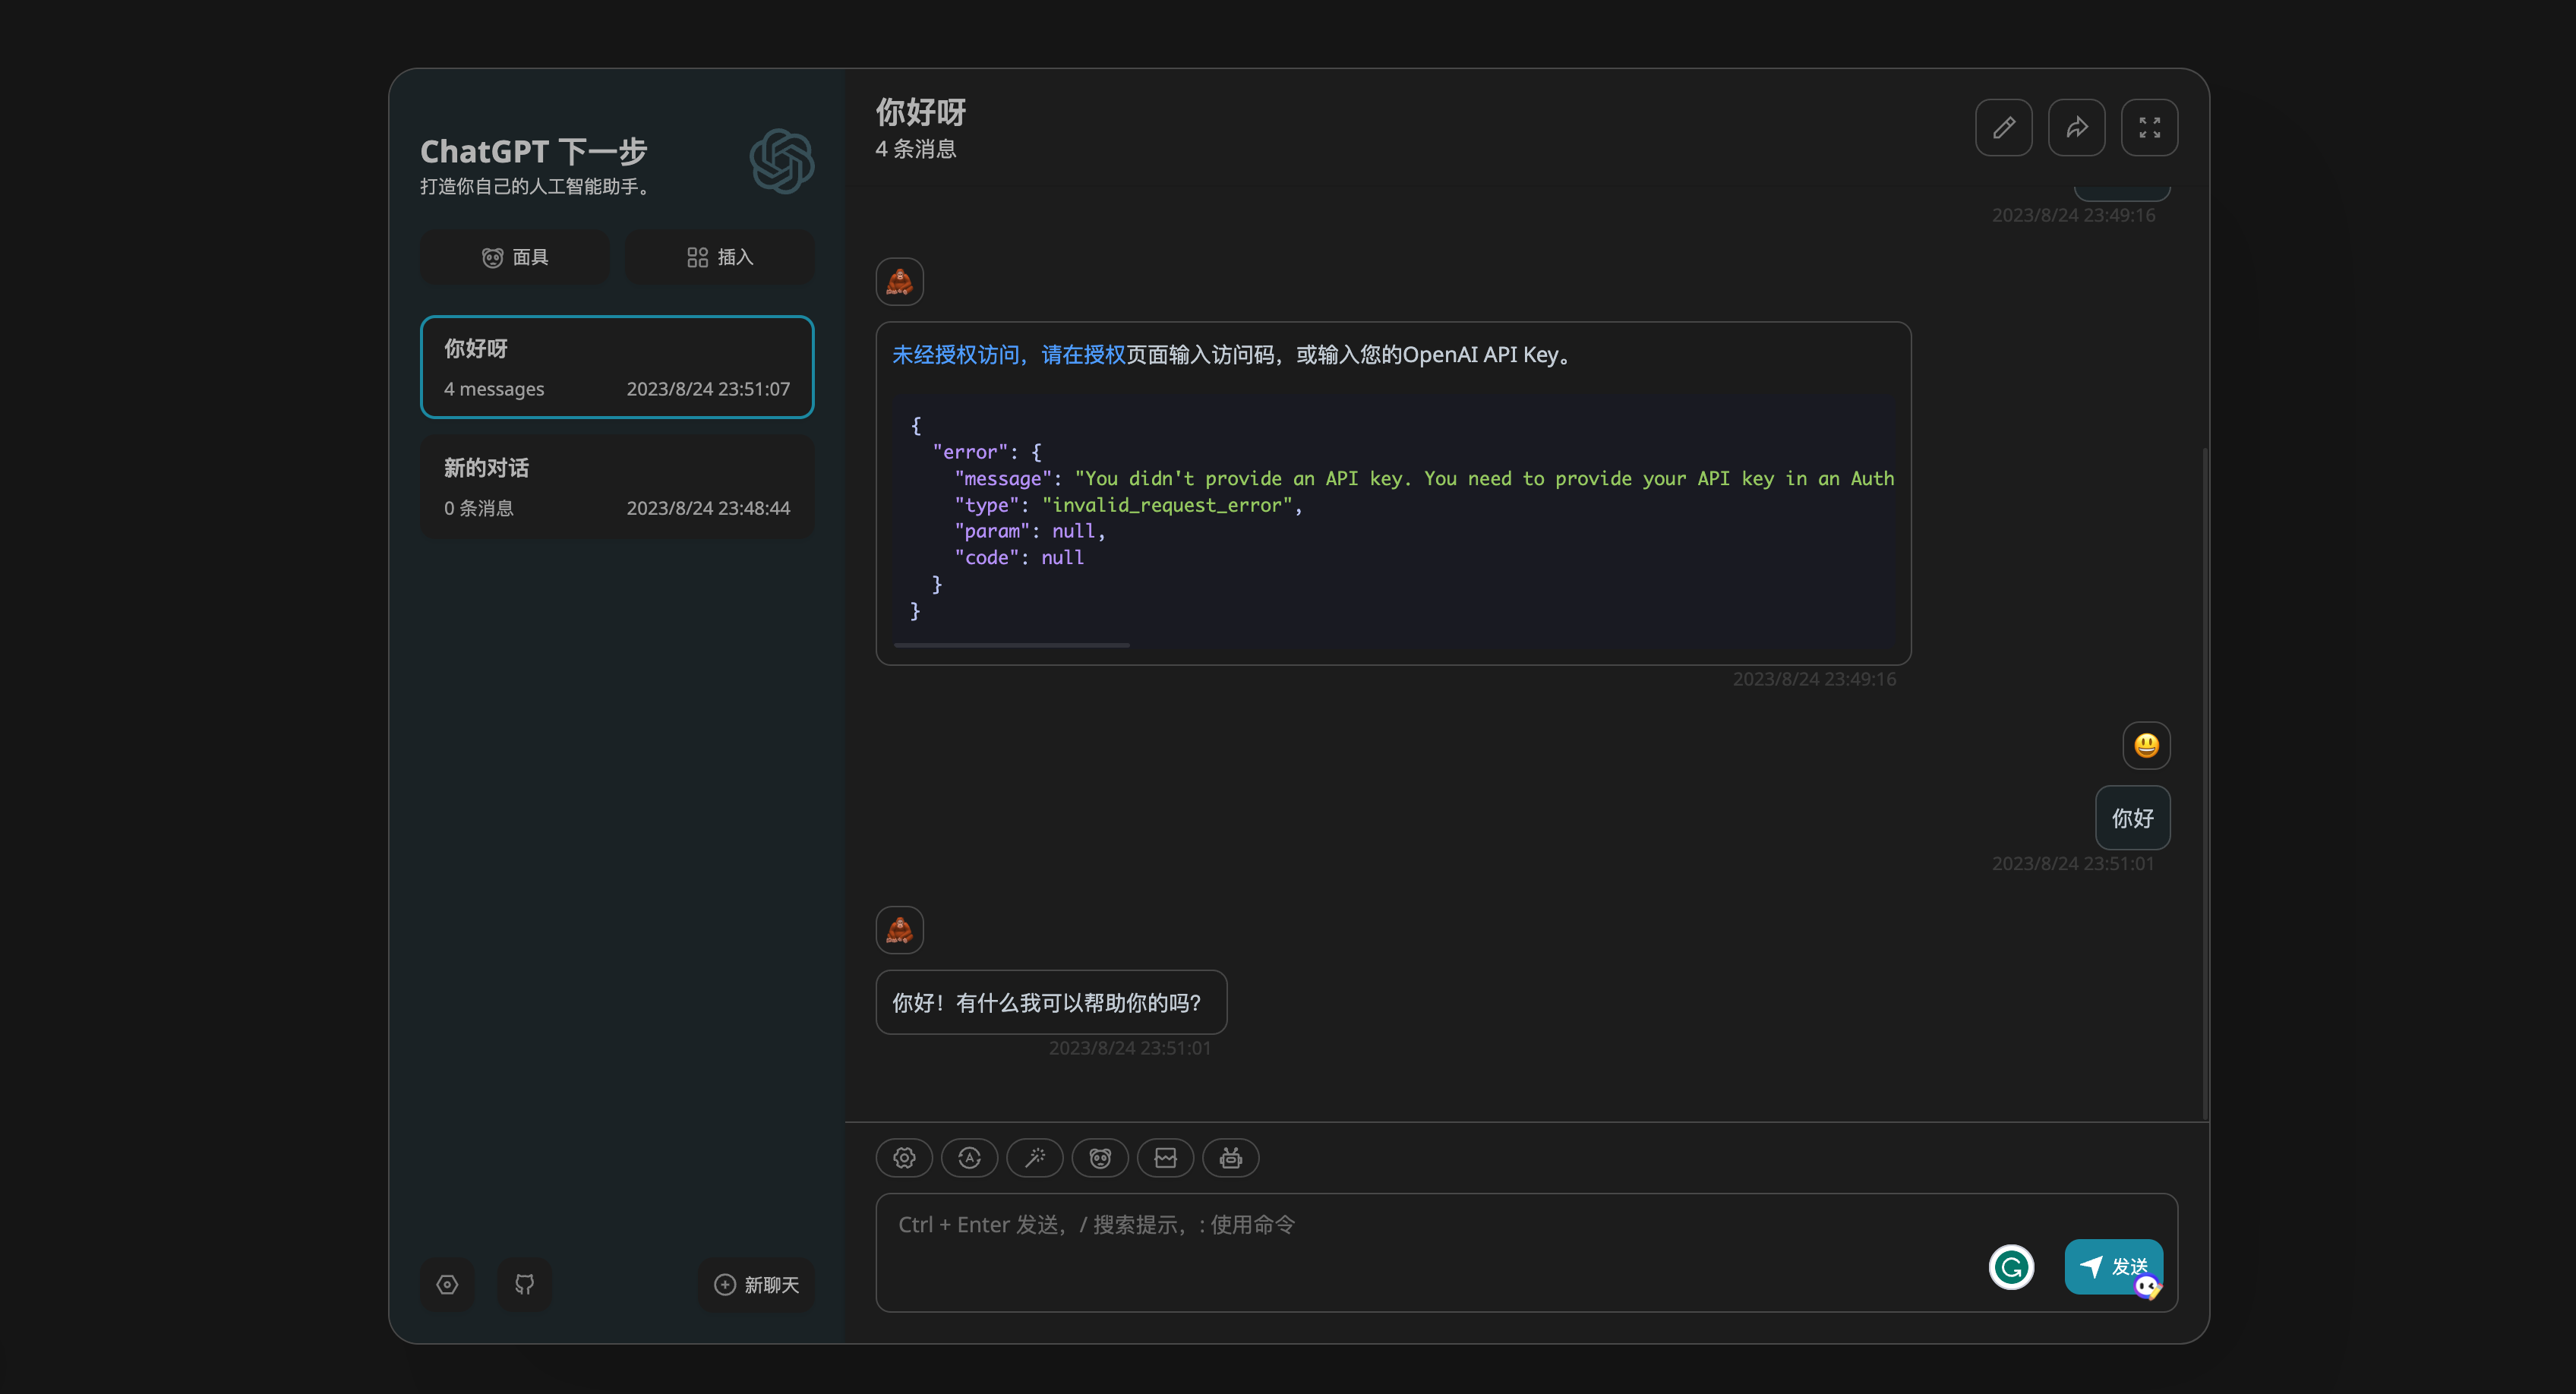 ChatGPT 下一步
打造你自己的人工智能助手。
面具
插入
你好呀
4 messages
2023/8/24 23:51:07
新的对话
0 条消息
2023/8/24 23:48:44
新聊天
你好呀
4 条消息
2023/8/24 23:49:16
未经授权访问，请在授权页面输入访问码，或输入您的OpenAI API Key。
{
"error": {
"message": "You didn't provide an API key. You need to provide your API key in an Auth
"type": "invalid_request_error",
"param": null,
"code": null
}
}
2023/8/24 23:49:16
你好
2023/8/24 23:51:01
你好！有什么我可以帮助你的吗？
2023/8/24 23:51:01
Ctrl + Enter 发送，/ 搜索提示，: 使用命令
发送